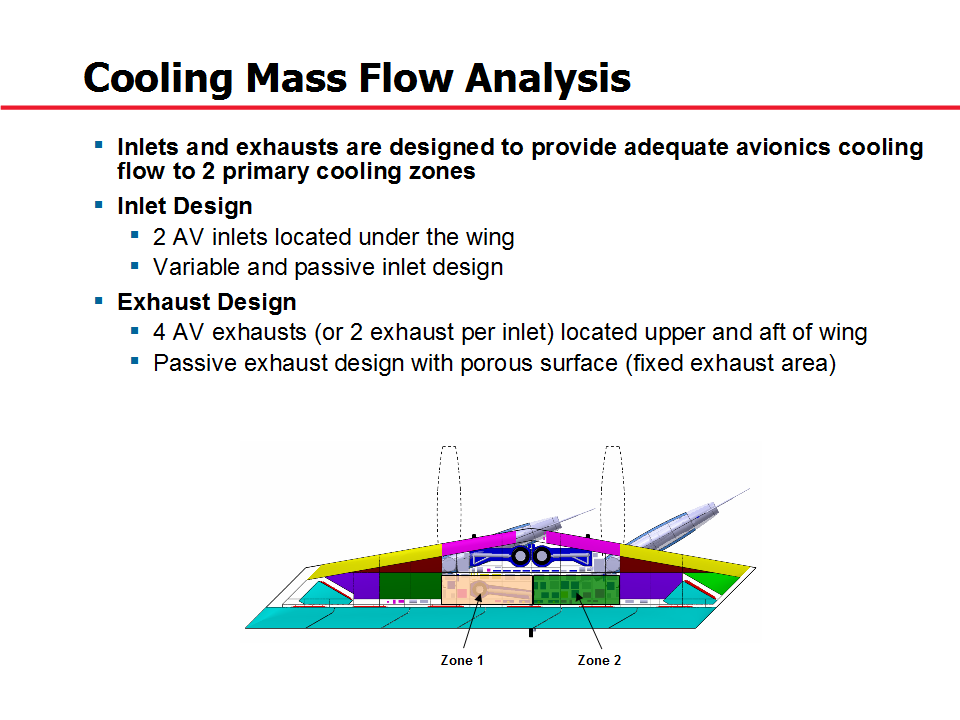 Cooling Mass Flow Analysis
Inlets and exhausts are designed to provide adequate avionics cooling
flow to 2 primary cooling zones
Inlet Design
2 AV inlets located under the wing
Variable and passive inlet design
Exhaust Design
4 AV exhausts (or 2 exhaust per inlet) located upper and aft of wing
Passive exhaust design with porous surface (fixed exhaust area)
Zone 1
Zone 2